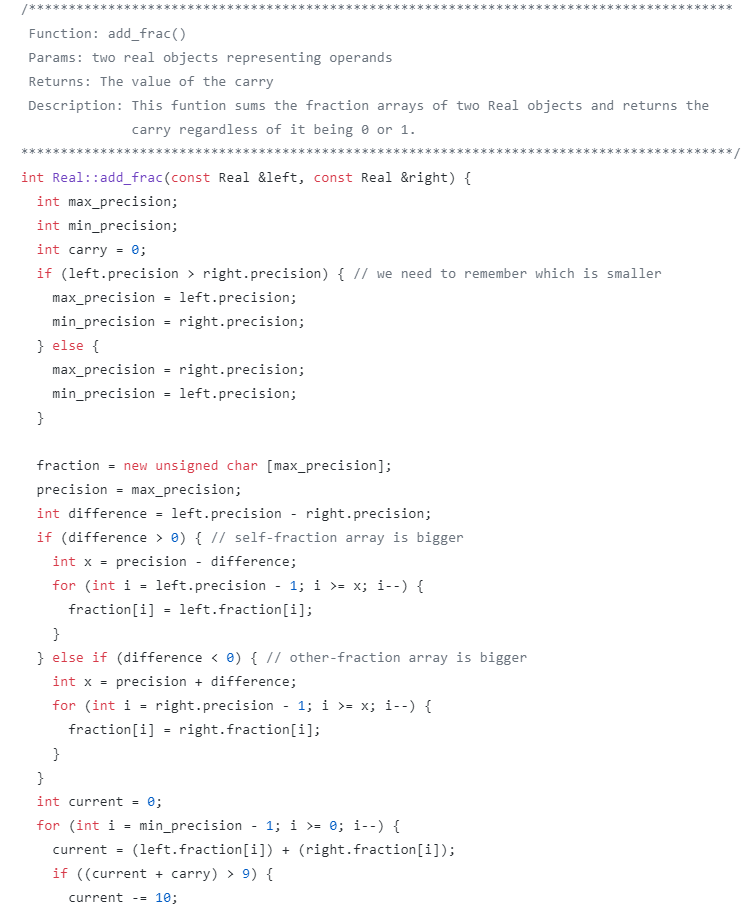 /*****************************************************************************************
Function: add_frac()
Params: two real objects representing operands
Returns: The value of the carry
Description: This funtion sums the fraction arrays of two Real objects and returns the
carry regardless of it being 0 or 1.
******************************************************************************************/
int Real::add_frac(const Real &left, const Real &right) {
int max_precision;
int min_precision;
int carry = 0;
if (left.precision > right.precision) { // we need to remember which is smaller
max_precision = left.precision;
min_precision = right.precision;
} else {
max_precision = right.precision;
min_precision = left.precision;
}
fraction = new unsigned char [max_precision];
precision = max_precision;
int difference = left.precision - right.precision;
if (difference > 0) { // self-fraction array is bigger
int x = precision - difference;
for (int i = left.precision - 1; i >= x; i--) {
fraction[i] = left.fraction[i];
}
} else if (difference < 0) { // other-fraction array is bigger
int x = precision + difference;
for (int i = right.precision - 1; i >= x; i--) {
fraction[i] = right.fraction[i];
}
}
int current = 0;
for (int i = min_precision - 1; i >= 0; i--) {
current = (left.fraction[i]) + (right.fraction[i]);
if ((current + carry) > 9) {
current -= 10;